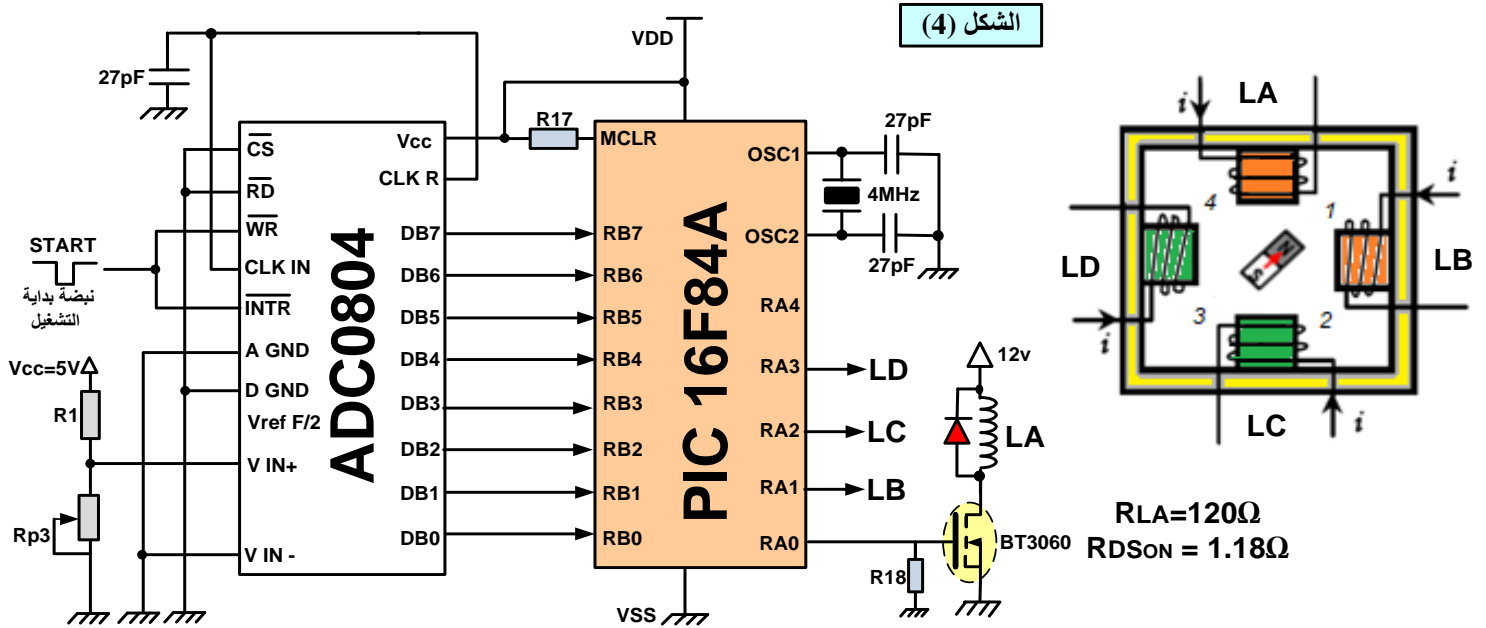 الشكل (4)
VDD
27pF
CS
RD
WR
CLK IN
INTR
A GND
D GND
Vref F/2
V IN+
V IN -
ADC0804
Vcc
CLK R
DB7
DB6
DB5
DB4
DB3
DB2
DB1
DB0
START
نبضة بداية
التشغيل
Vcc=5V
R1
Rp3
R17
MCLR
RB7
RB6
RB5
RB4
RB3
RB2
RB1
RB0
PIC 16F84A
OSC1
OSC2
RA4
RA3
RA2
RA1
RA0
VSS
27pF
4MHz
27pF
LD
LC
LB
12v
LA
BT3060
R18
i
LA
i
4
1
LD
LB
3
2
i
LC
i
RLA=120Ω
RDSON = 1.18Ω
N
S